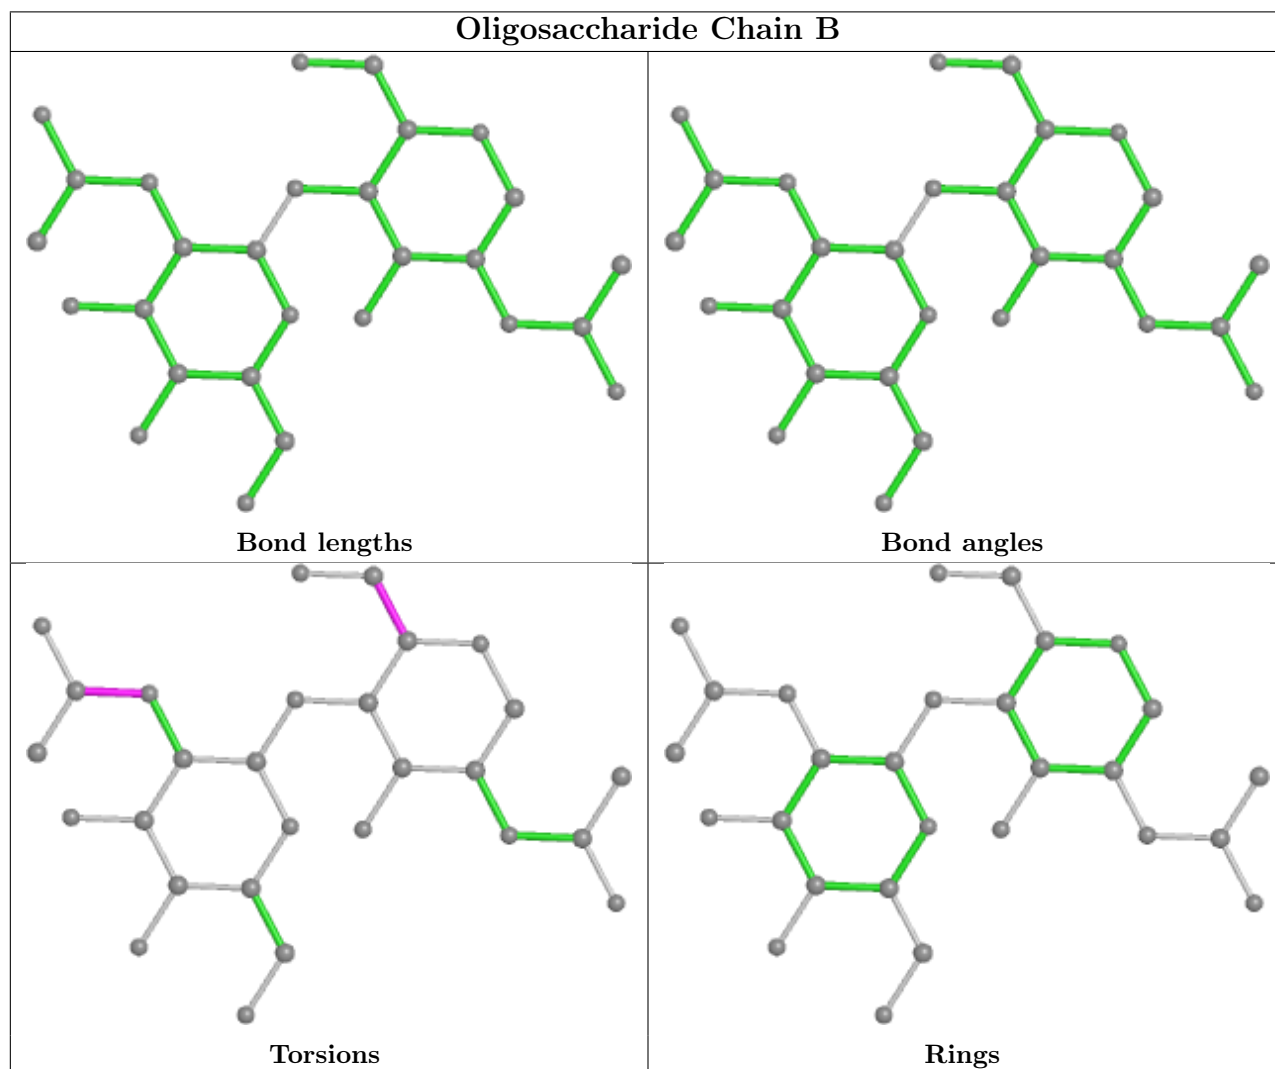 Oligosaccharide Chain B
Bond lengths
Bond angles
Torsions
Rings